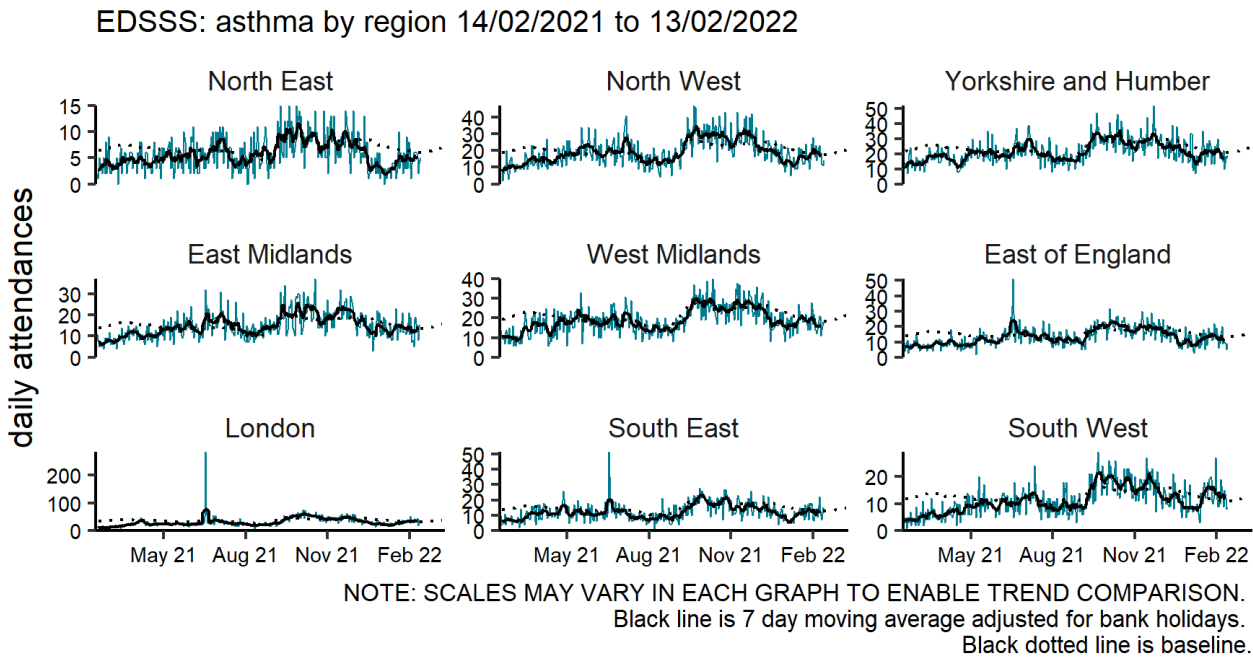 EDSSS: asthma by region 14/02/2021 to 13/02/2022
daily attendances
North East
15
10
5
0
North West
40
30
20
10
0
Yorkshire and Humber
50
40
30
20
10
0
East Midlands
30
20
10
0
West Midlands
40
30
20
10
0
East of England
50
40
30
20
10
0
London
200
100
0
May 21 Aug 21 Nov 21 Feb 22
South East
50
40
30
20
10
0
May 21 Aug 21 Nov 21 Feb 22
South West
20
10
0
May 21 Aug 21 Nov 21 Feb 22
NOTE: SCALES MAY VARY IN EACH GRAPH TO ENABLE TREND COMPARISON.
Black line is 7 day moving average adjusted for bank holidays.
Black dotted line is baseline.